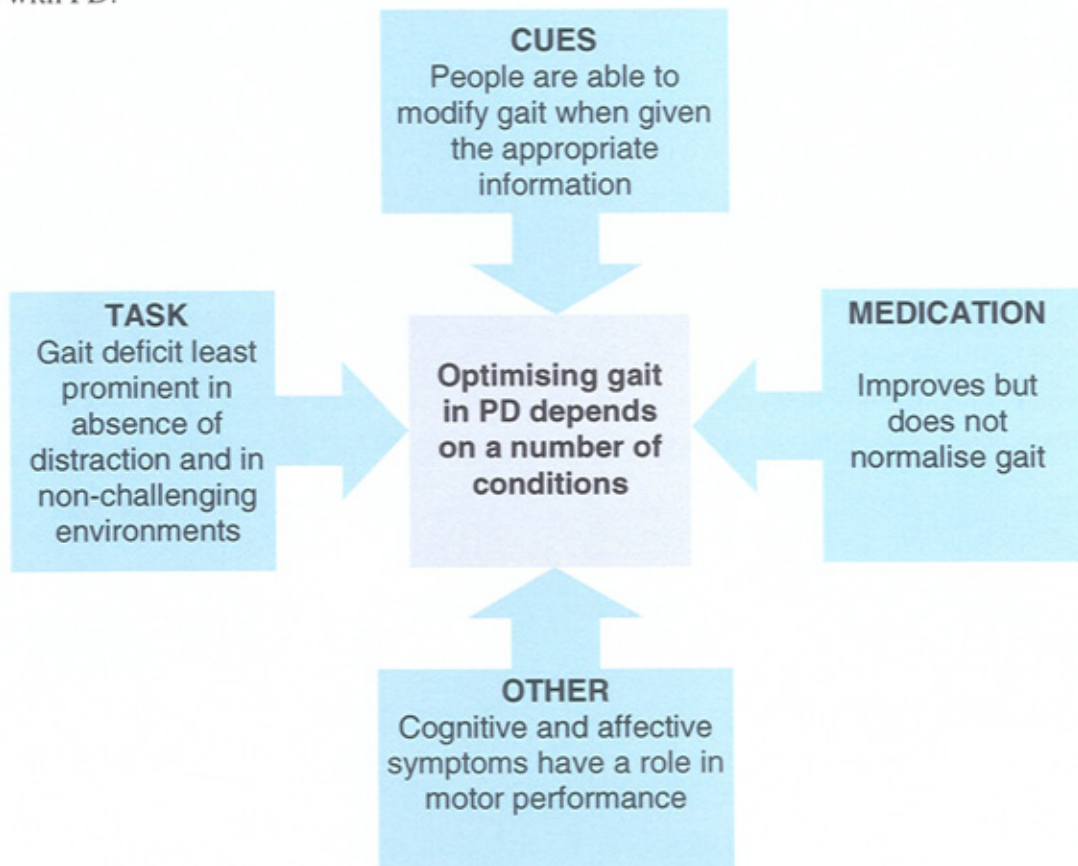 with PD.
CUES
People are able to
modify gait when given
the appropriate
information
TASK
Gait deficit least
prominent in
absence of
distraction and in
non-challenging
environments
Optimising gait
in PD depends
on a number of
conditions
MEDICATION
Improves but
does not
normalise gait
OTHER
Cognitive and affective
symptoms have a role in
motor performance